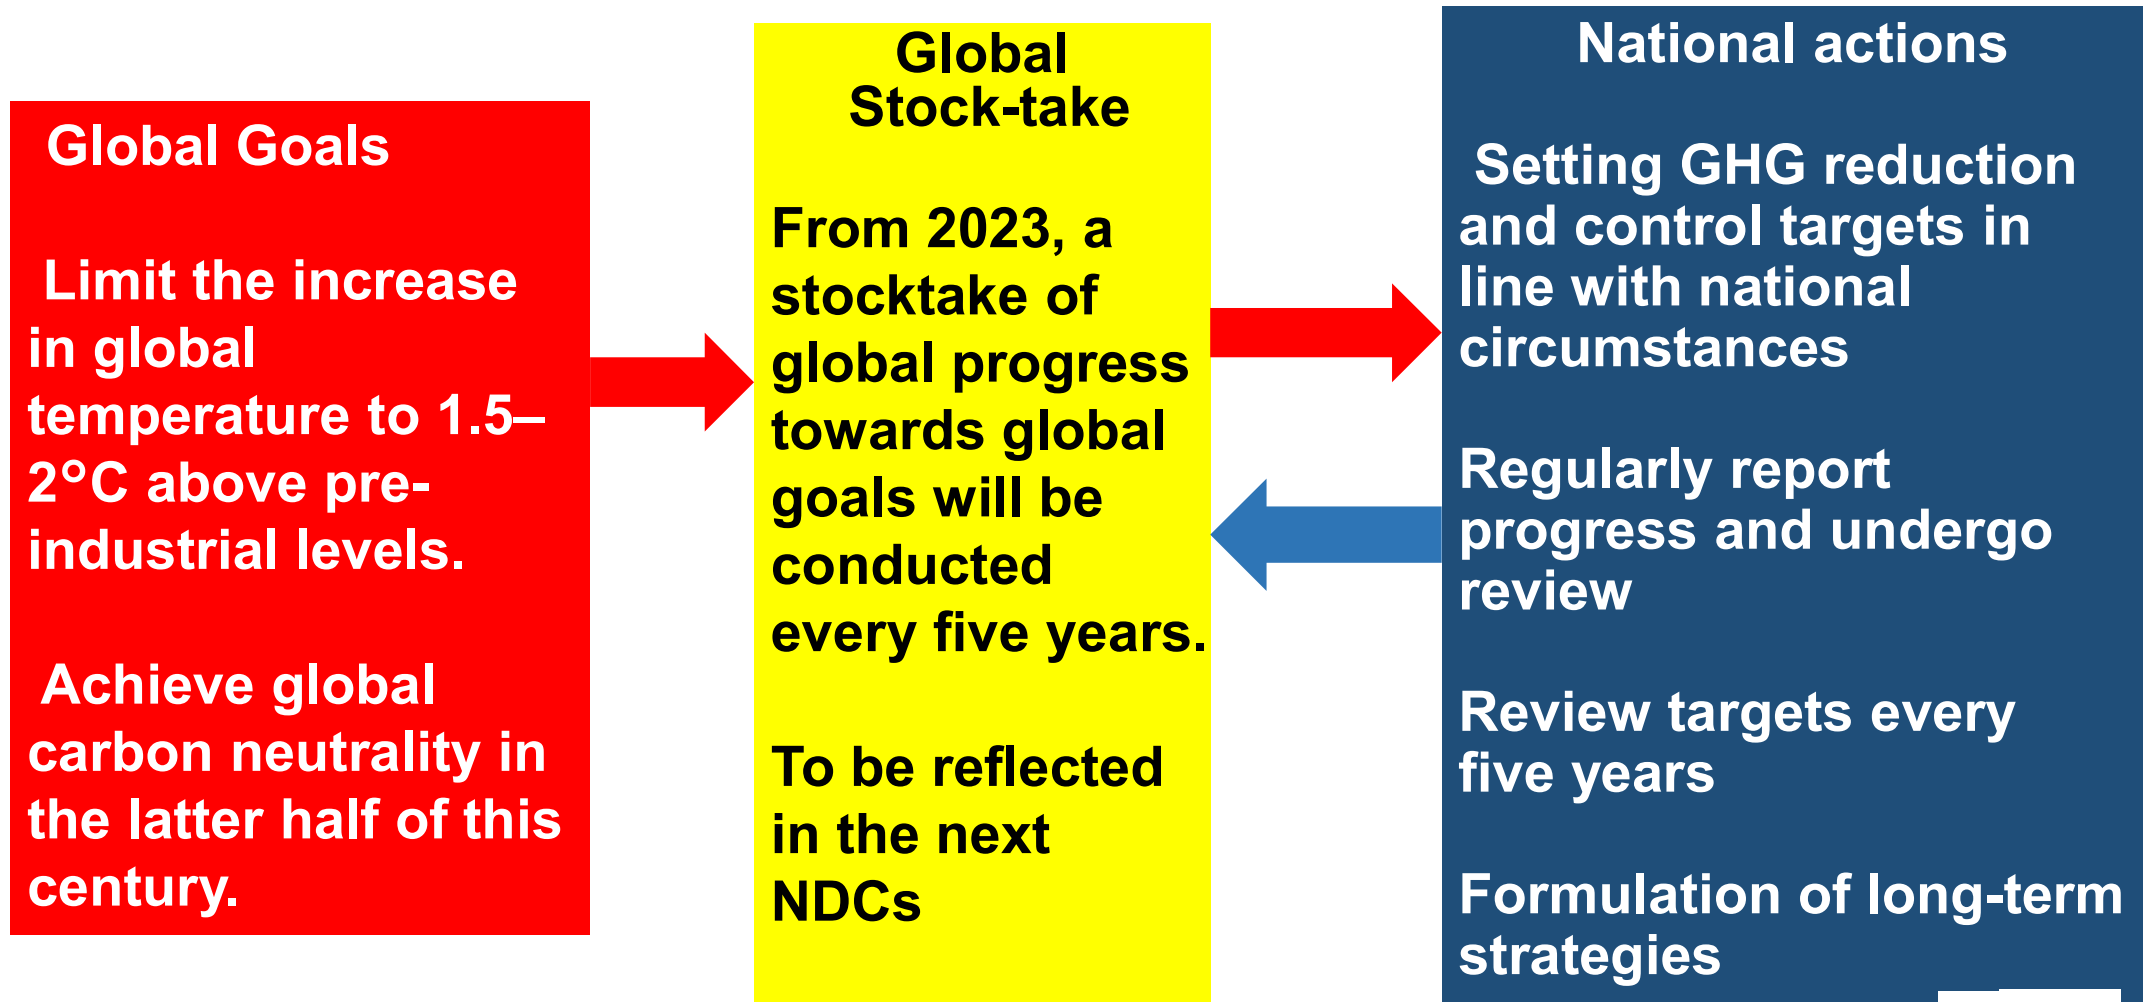 Global Goals
Limit the increase
in global
temperature to 1.5–
2°C above pre-
industrial levels.
Achieve global
carbon neutrality in
the latter half of this
century.
Global
Stock-take
From 2023, a
stocktake of
global progress
towards global
goals will be
conducted
every five years.
To be reflected
in the next
NDCs
National actions
Setting GHG reduction
and control targets in
line with national
circumstances
Regularly report
progress and undergo
review
Review targets every
five years
Formulation of long-term
strategies